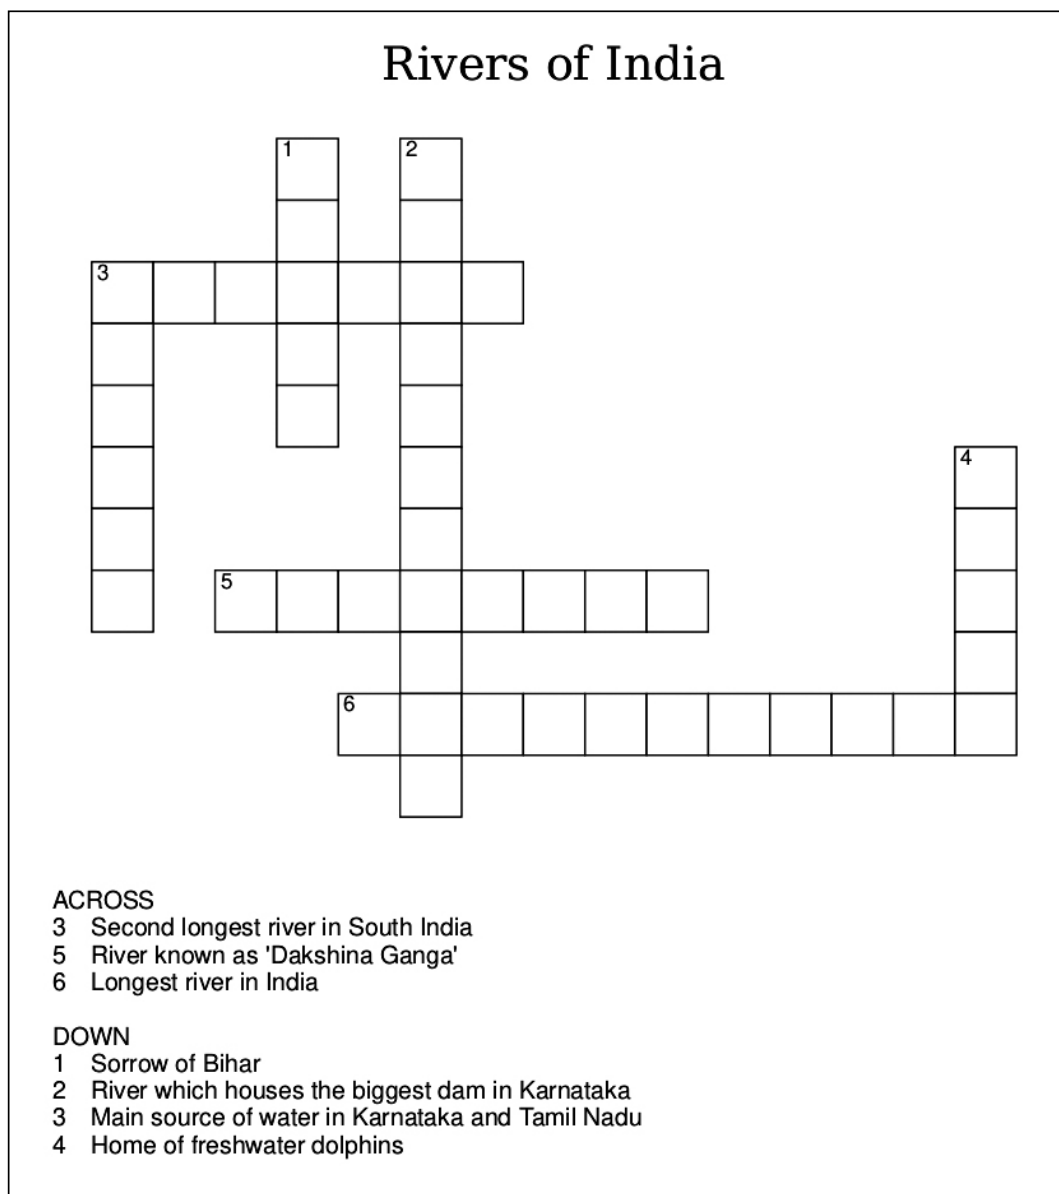 Rivers of India
1
2
3
4
5
6
ACROSS
3 Second longest river in South India
5 River known as 'Dakshina Ganga'
6 Longest river in India
DOWN
1 Sorrow of Bihar
2 River which houses the biggest dam in Karnataka
3 Main source of water in Karnataka and Tamil Nadu
4 Home of freshwater dolphins